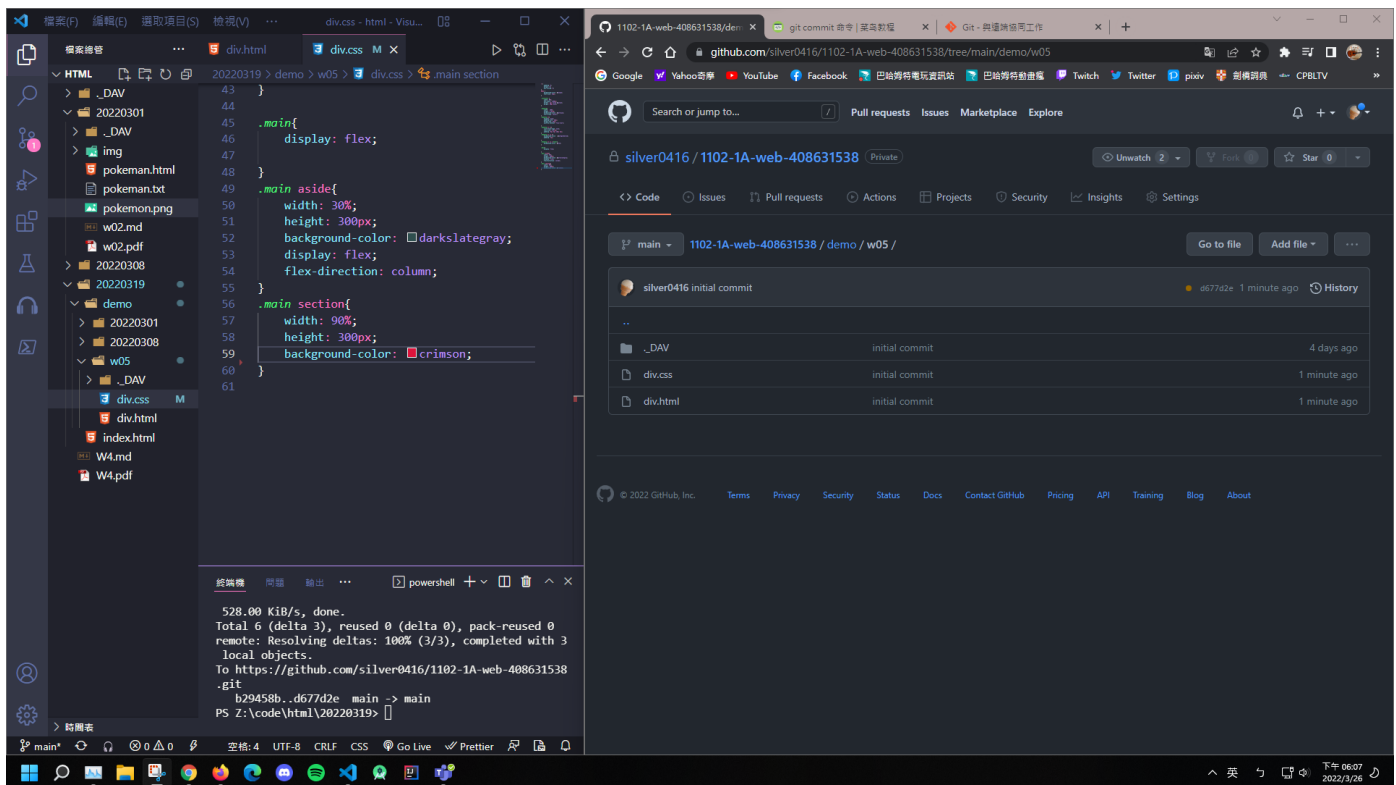 檔案(F) 編輯(E) 選取項目(S) 檢視(V) ··· div.css - html - Visu...
檔案總管 ···
HTML
._DAV
20220301
._DAV
img
pokeman.html
pokeman.txt
pokemon.png
w02.md
w02.pdf
20220308
20220319
demo
20220301
20220308
w05
._DAV
div.css M
div.html
index.html
W4.md
W4.pdf
時間表
div.html div.css M
20220319 > demo > w05 > div.css > .main section
43 }
44
45 .main{
46 display: flex;
47
48 }
49 .main aside{
50 width: 30%;
51 height: 300px;
52 background-color: darkslategray;
53 display: flex;
54 flex-direction: column;
55 }
56 .main section{
57 width: 90%;
58 height: 300px;
59 background-color: crimson;
60 }
61
終端機 問題 輸出 ··· powershell
528.00 KiB/s, done.
Total 6 (delta 3), reused 0 (delta 0), pack-reused 0
remote: Resolving deltas: 100% (3/3), completed with 3
local objects.
To https://github.com/silver0416/1102-1A-web-408631538
.git
b29458b..d677d2e main -> main
PS Z:\code\html\20220319>
main* 0 0 空格: 4 UTF-8 CRLF CSS Go Live Prettier
1102-1A-web-408631538/den git commit 命令 | 菜鸟教程 Git - 與遠端協同工作
github.com/silver0416/1102-1A-web-408631538/tree/main/demo/w05
Google Yahoo奇摩 YouTube Facebook 巴哈姆特電玩資訊站 巴哈姆特動畫瘋 Twitch Twitter pixiv 劍橋詞典 CPBLTV »
Search or jump to... / Pull requests Issues Marketplace Explore
silver0416 / 1102-1A-web-408631538 Private Unwatch 2 Fork Star 0
Code Issues Pull requests Actions Projects Security Insights Settings
main 1102-1A-web-408631538 / demo / w05 / Go to file Add file ···
silver0416 initial commit d677d2e 1 minute ago History
..
._DAV initial commit 4 days ago
div.css initial commit 1 minute ago
div.html initial commit 1 minute ago
© 2022 GitHub, Inc. Terms Privacy Security Status Docs Contact GitHub Pricing API Training Blog About
英 ㄅ 下午 06:07
2022/3/26